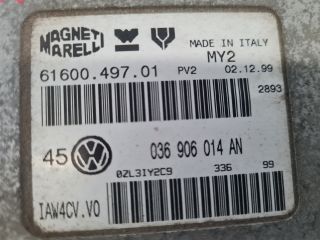 MAGNETI MARELLI MADE IN ITALY
MY2
61600.497.01 PV2 02.12.99
2893
45 VW 036 906 014 AN
0ZL3IY2C9 336 99
IAW4CV.V0